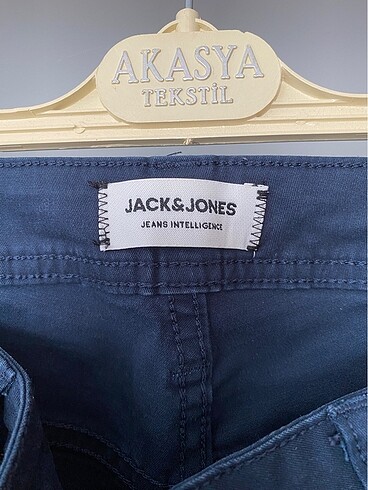 AKASYA
TEKSTİL
JACK&JONES
JEANS INTELLIGENCE